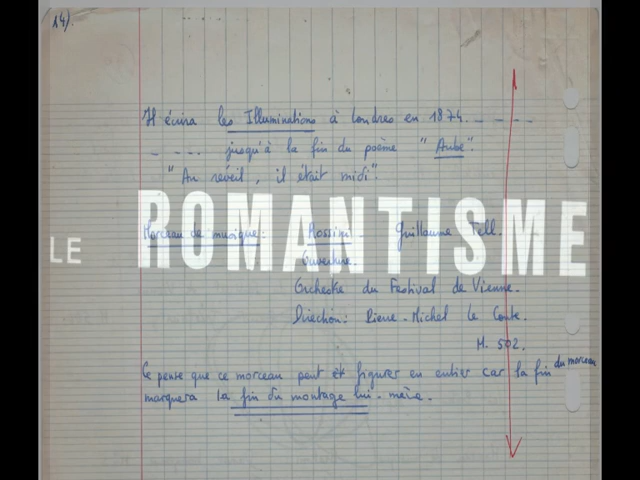 14).
Il écrira les Illuminations à Londres en 1874. _ _ _ _
_ _ _ _ jusqu'à la fin du poème "Aube".
"Au réveil, il était midi".
LE ROMANTISME
Morceau de musique: Rossini. Guillaume Tell.
Ouverture.
Orchestre du Festival de Vienne.
Direction: Pierre-Michel le Conte.
M. 502.
Je pense que ce morceau peut être figurer en entier car la fin du morceau
marquera la fin du montage lui-même.